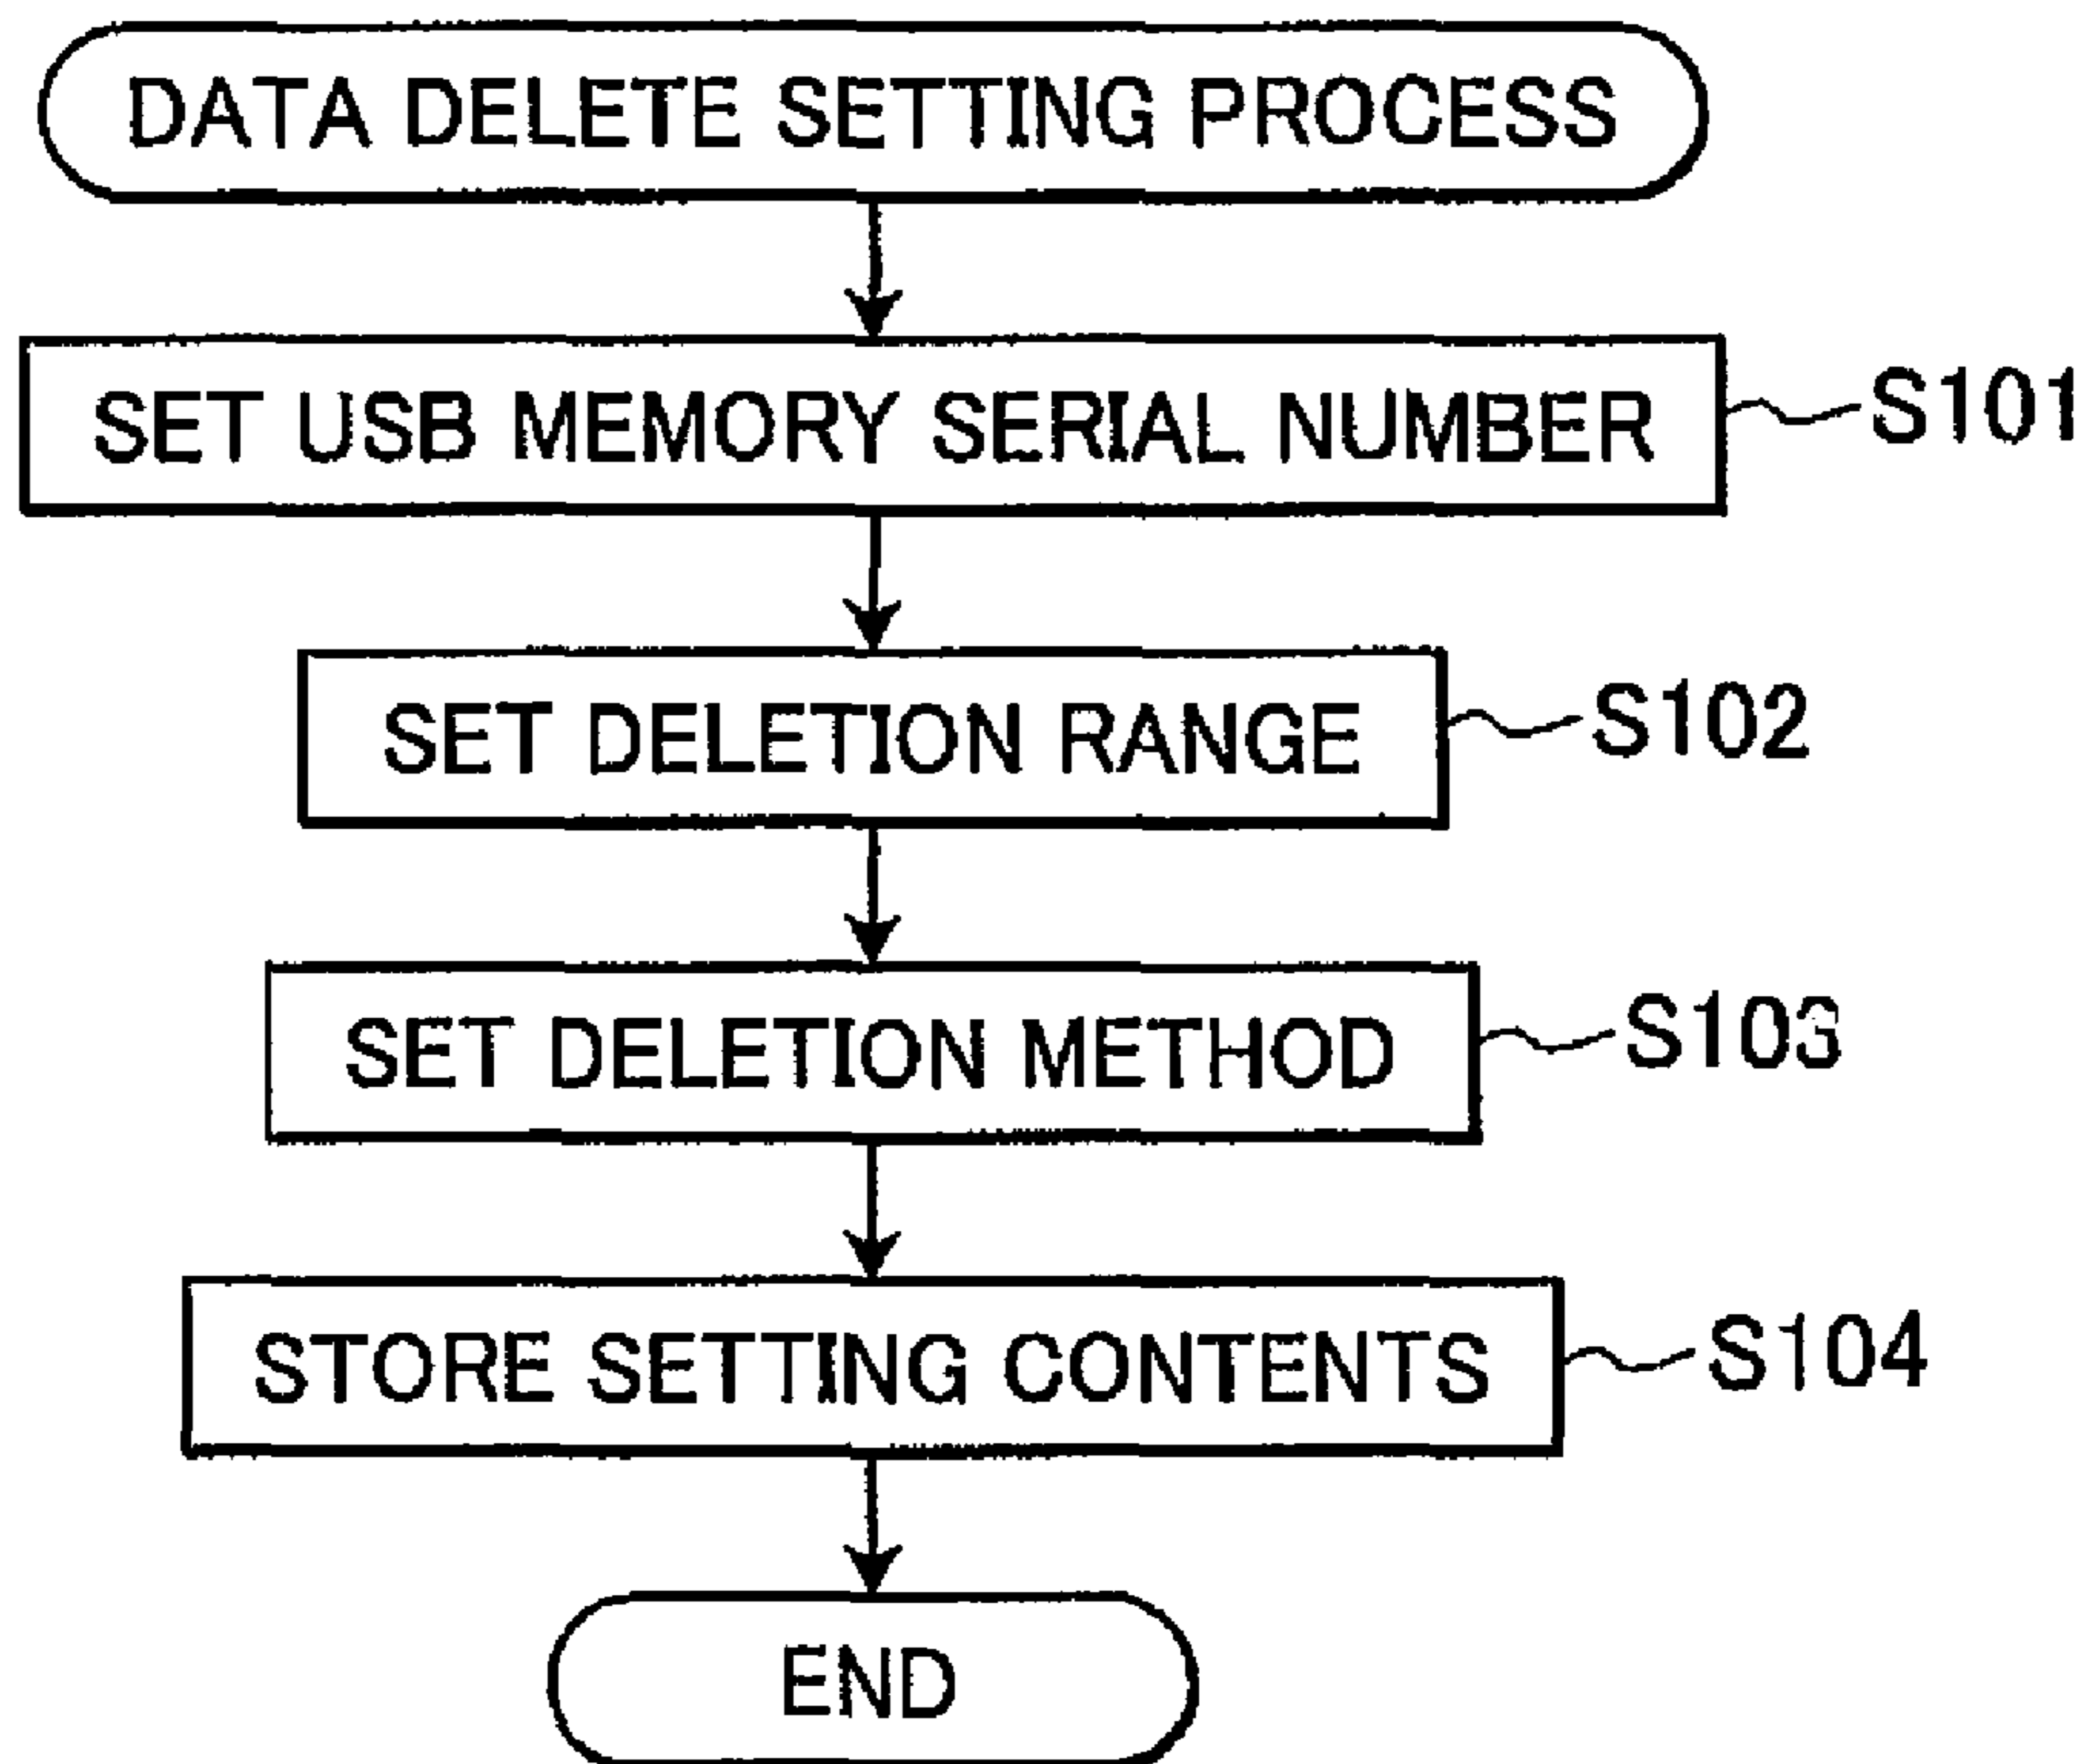 DATA DELETE SETTING PROCESS
SET USB MEMORY SERIAL NUMBER S101
SET DELETION RANGE S102
SET DELETION METHOD S103
STORE SETTING CONTENTS S104
END